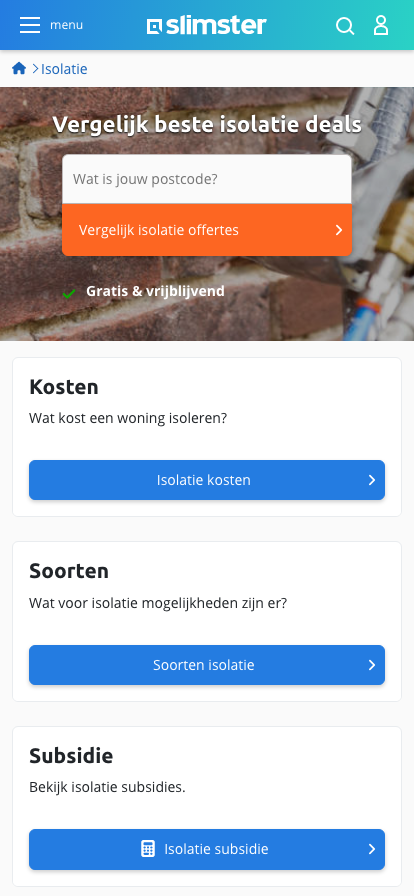 menu
slimster
Isolatie
Vergelijk beste isolatie deals
Wat is jouw postcode?
Vergelijk isolatie offertes
Gratis & vrijblijvend
Kosten
Wat kost een woning isoleren?
Isolatie kosten
Soorten
Wat voor isolatie mogelijkheden zijn er?
Soorten isolatie
Subsidie
Bekijk isolatie subsidies.
Isolatie subsidie